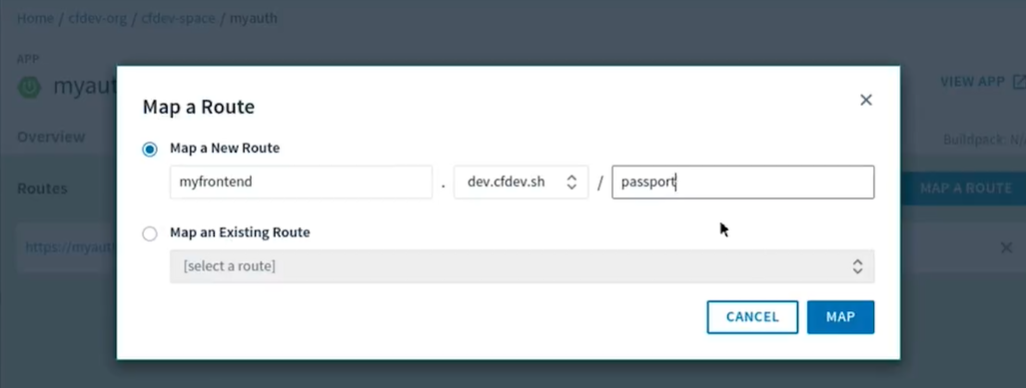 Home / cfdev-org / cfdev-space / myauth
APP
myaut
VIEW APP
Overview
Buildpack: N/
Map a Route
Map a New Route
myfrontend . dev.cfdev.sh / passport
Routes
MAP A ROUTE
Map an Existing Route
https://myaut
[select a route]
CANCEL MAP